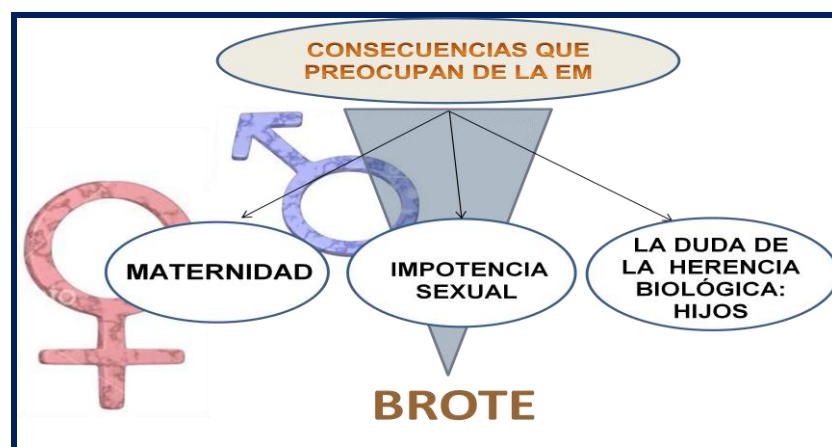 CONSECUENCIAS QUE
PREOCUPAN DE LA EM
MATERNIDAD
IMPOTENCIA
SEXUAL
LA DUDA DE
LA HERENCIA
BIOLÓGICA:
HIJOS
BROTE